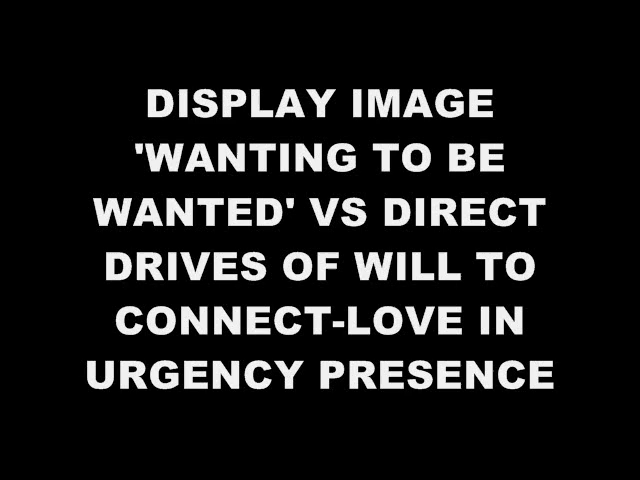 DISPLAY IMAGE
'WANTING TO BE
WANTED' VS DIRECT
DRIVES OF WILL TO
CONNECT-LOVE IN
URGENCY PRESENCE